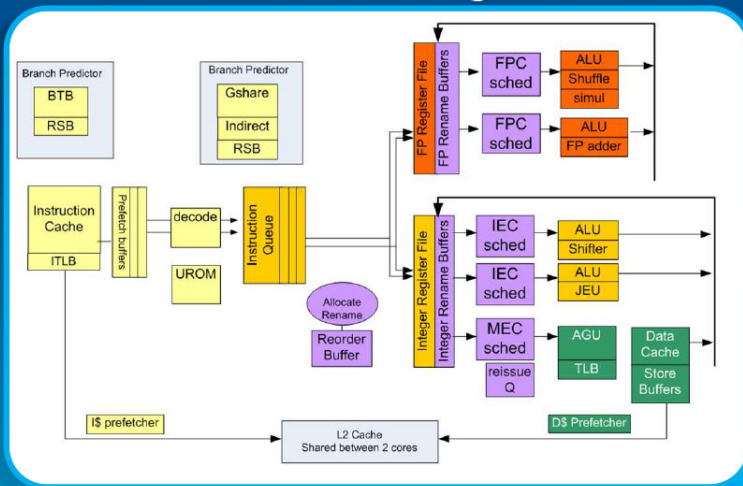 Branch Predictor
BTB
RSB
Branch Predictor
Gshare
Indirect
RSB
Instruction
Cache
ITLB
Prefetch buffers
decode
UROM
Instruction
Queue
Allocate
Rename
Reorder
Buffer
FP Register File
FP Rename Buffers
FPC
sched
ALU
Shuffle
simul
FPC
sched
ALU
FP adder
Integer Register File
Integer Rename Buffers
IEC
sched
ALU
Shifter
IEC
sched
ALU
JEU
MEC
sched
reissue
Q
AGU
TLB
Data
Cache
Store
Buffers
I$ prefetcher
L2 Cache
Shared between 2 cores
D$ Prefetcher